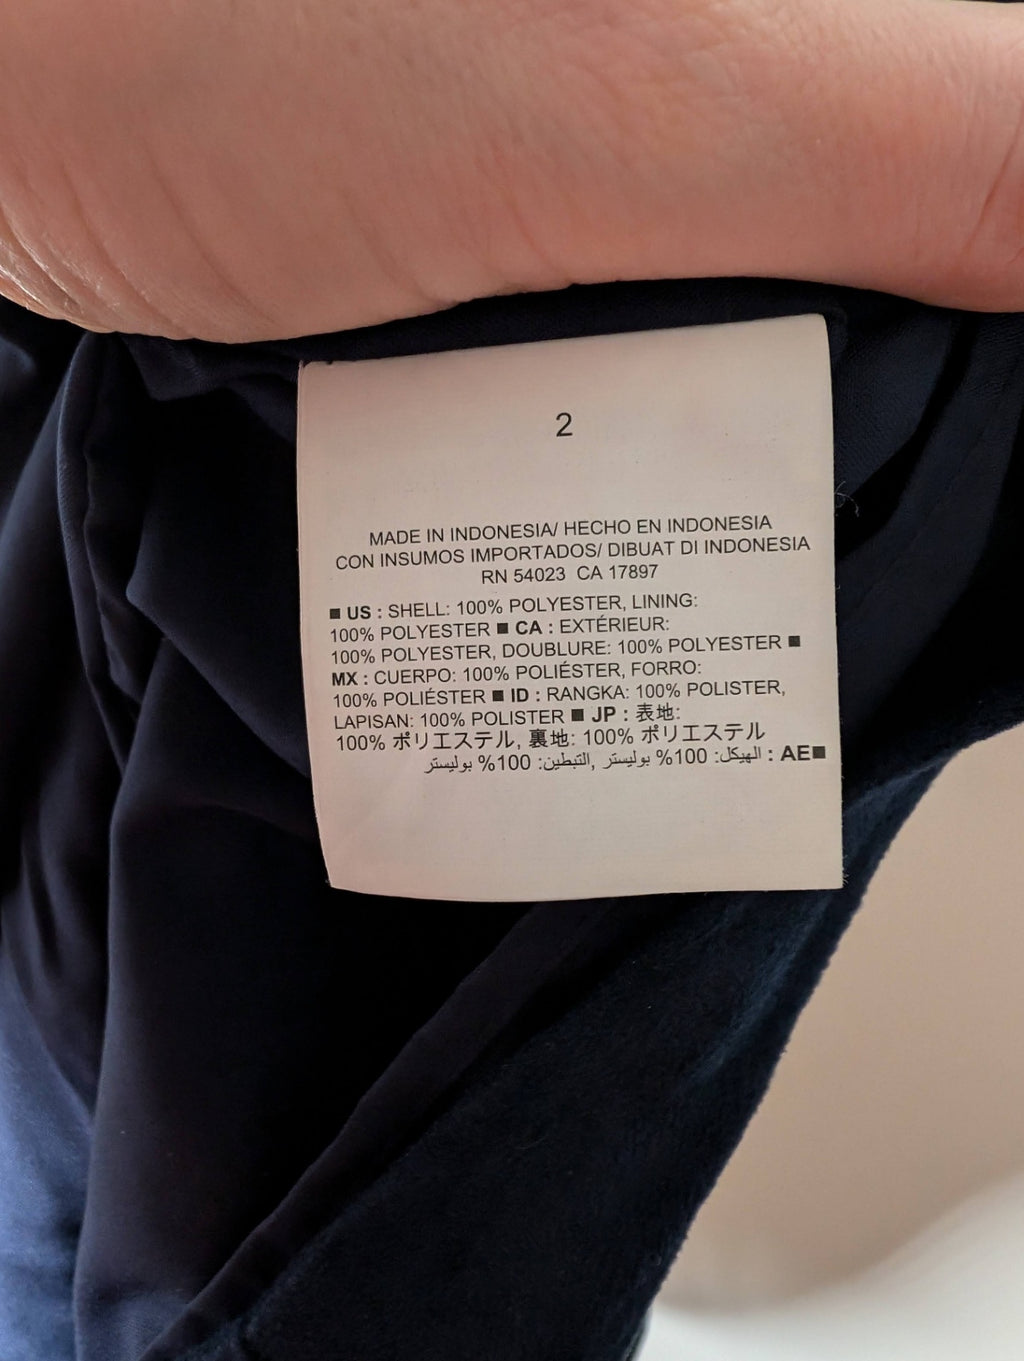 2
MADE IN INDONESIA/ HECHO EN INDONESIA
CON INSUMOS IMPORTADOS/ DIBUAT DI INDONESIA
RN 54023 CA 17897
■ US : SHELL: 100% POLYESTER, LINING:
100% POLYESTER ■ CA : EXTÉRIEUR:
100% POLYESTER, DOUBLURE: 100% POLYESTER ■
MX : CUERPO: 100% POLIÉSTER, FORRO:
100% POLIÉSTER ■ ID : RANGKA: 100% POLISTER,
LAPISAN: 100% POLISTER ■ JP : 表地:
100% ポリエステル, 裏地: 100% ポリエステル
■AE : الهيكل: 100% بوليستر ,التبطين: 100% بوليستر